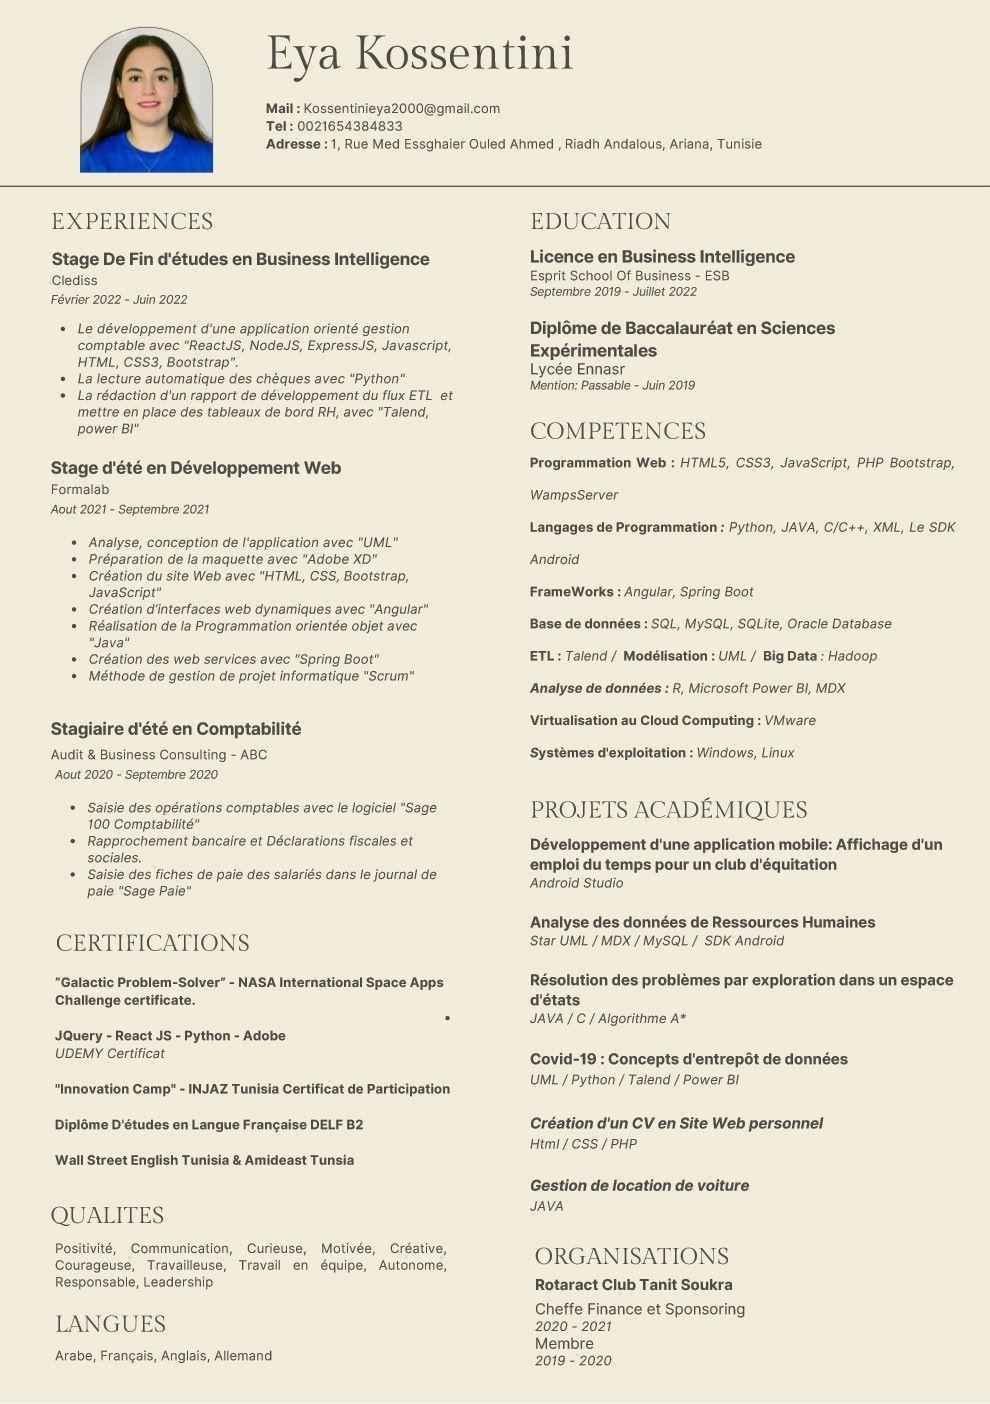 Eya Kossentini
Mail : Kossentinieya2000@gmail.com
Tel : 0021654384833
Adresse : 1, Rue Med Essghaier Ouled Ahmed , Riadh Andalous, Ariana, Tunisie
EXPERIENCES
Stage De Fin d'études en Business Intelligence
Clediss
Février 2022 - Juin 2022
• Le développement d'une application orienté gestion
comptable avec "ReactJS, NodeJS, ExpressJS, Javascript,
HTML, CSS3, Bootstrap".
• La lecture automatique des chèques avec "Python"
• La rédaction d'un rapport de développement du flux ETL et
mettre en place des tableaux de bord RH, avec "Talend,
power BI"
Stage d'été en Développement Web
Formalab
Aout 2021 - Septembre 2021
• Analyse, conception de l'application avec "UML"
• Préparation de la maquette avec "Adobe XD"
• Création du site Web avec "HTML, CSS, Bootstrap,
JavaScript"
• Création d’interfaces web dynamiques avec "Angular"
• Réalisation de la Programmation orientée objet avec
"Java"
• Création des web services avec "Spring Boot"
• Méthode de gestion de projet informatique "Scrum"
Stagiaire d'été en Comptabilité
Audit & Business Consulting - ABC
Aout 2020 - Septembre 2020
• Saisie des opérations comptables avec le logiciel "Sage
100 Comptabilité"
• Rapprochement bancaire et Déclarations fiscales et
sociales.
• Saisie des fiches de paie des salariés dans le journal de
paie "Sage Paie"
CERTIFICATIONS
“Galactic Problem-Solver” - NASA International Space Apps
Challenge certificate.
•
JQuery - React JS - Python - Adobe
UDEMY Certificat
"Innovation Camp" - INJAZ Tunisia Certificat de Participation
Diplôme D'études en Langue Française DELF B2
Wall Street English Tunisia & Amideast Tunsia
QUALITES
Positivité, Communication, Curieuse, Motivée, Créative,
Courageuse, Travailleuse, Travail en équipe, Autonome,
Responsable, Leadership
LANGUES
Arabe, Français, Anglais, Allemand
EDUCATION
Licence en Business Intelligence
Esprit School Of Business - ESB
Septembre 2019 - Juillet 2022
Diplôme de Baccalauréat en Sciences
Expérimentales
Lycée Ennasr
Mention: Passable - Juin 2019
COMPETENCES
Programmation Web : HTML5, CSS3, JavaScript, PHP Bootstrap,
WampsServer
Langages de Programmation : Python, JAVA, C/C++, XML, Le SDK
Android
FrameWorks : Angular, Spring Boot
Base de données : SQL, MySQL, SQLite, Oracle Database
ETL : Talend / Modélisation : UML / Big Data : Hadoop
Analyse de données : R, Microsoft Power BI, MDX
Virtualisation au Cloud Computing : VMware
Systèmes d'exploitation : Windows, Linux
PROJETS ACADÉMIQUES
Développement d'une application mobile: Affichage d'un
emploi du temps pour un club d'équitation
Android Studio
Analyse des données de Ressources Humaines
Star UML / MDX / MySQL / SDK Android
Résolution des problèmes par exploration dans un espace
d'états
JAVA / C / Algorithme A*
Covid-19 : Concepts d'entrepôt de données
UML / Python / Talend / Power BI
Création d'un CV en Site Web personnel
Html / CSS / PHP
Gestion de location de voiture
JAVA
ORGANISATIONS
Rotaract Club Tanit Soukra
Cheffe Finance et Sponsoring
2020 - 2021
Membre
2019 - 2020